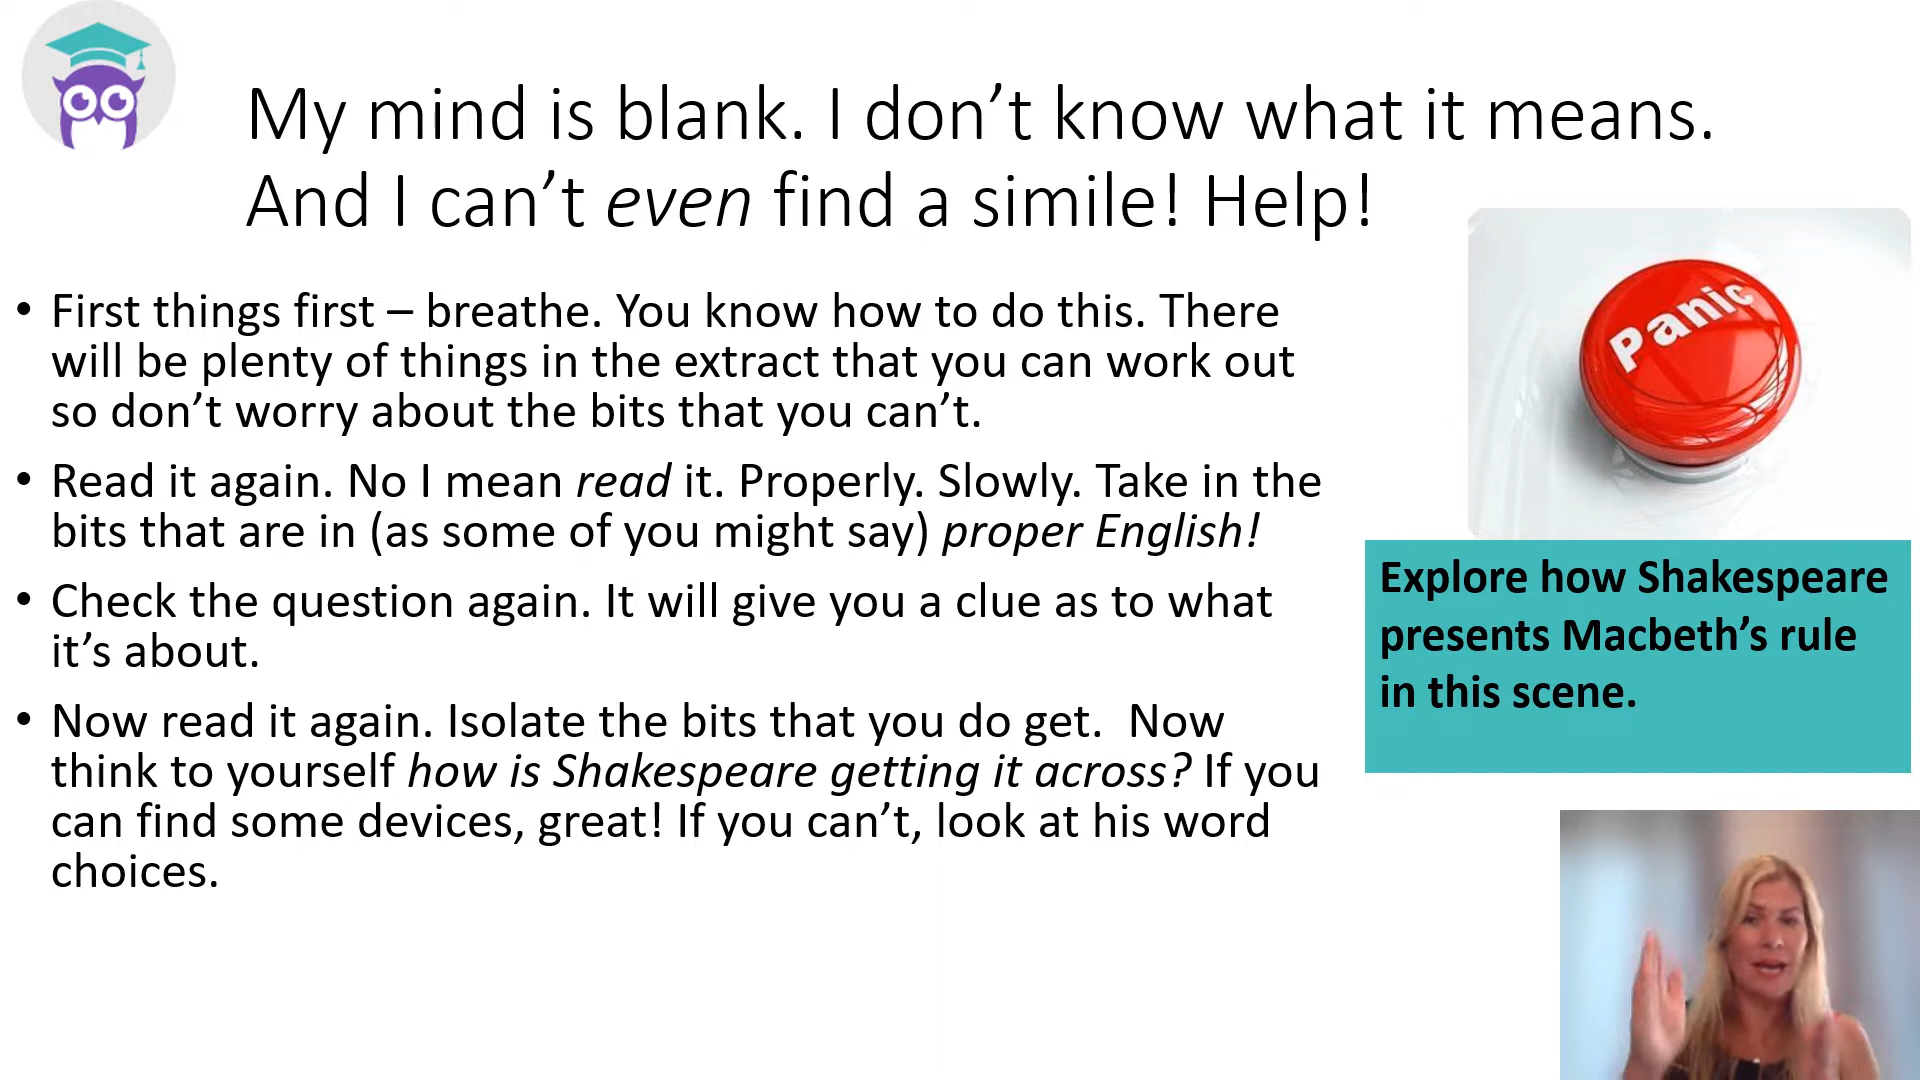 My mind is blank. I don’t know what it means.
And I can’t even find a simile! Help!
• First things first – breathe. You know how to do this. There
will be plenty of things in the extract that you can work out
so don’t worry about the bits that you can’t.
• Read it again. No I mean read it. Properly. Slowly. Take in the
bits that are in (as some of you might say) proper English!
• Check the question again. It will give you a clue as to what
it’s about.
• Now read it again. Isolate the bits that you do get.  Now
think to yourself how is Shakespeare getting it across? If you
can find some devices, great! If you can’t, look at his word
choices.
Panic
Explore how Shakespeare
presents Macbeth’s rule
in this scene.